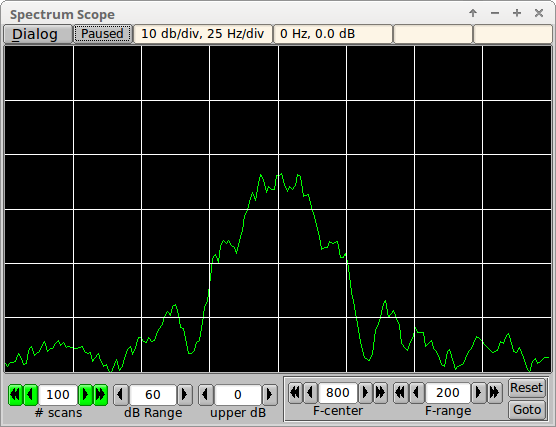 Spectrum Scope
Dialog Paused 10 db/div, 25 Hz/div 0 Hz, 0.0 dB
100 60 0 800 200 Reset
# scans dB Range upper dB F-center F-range Goto